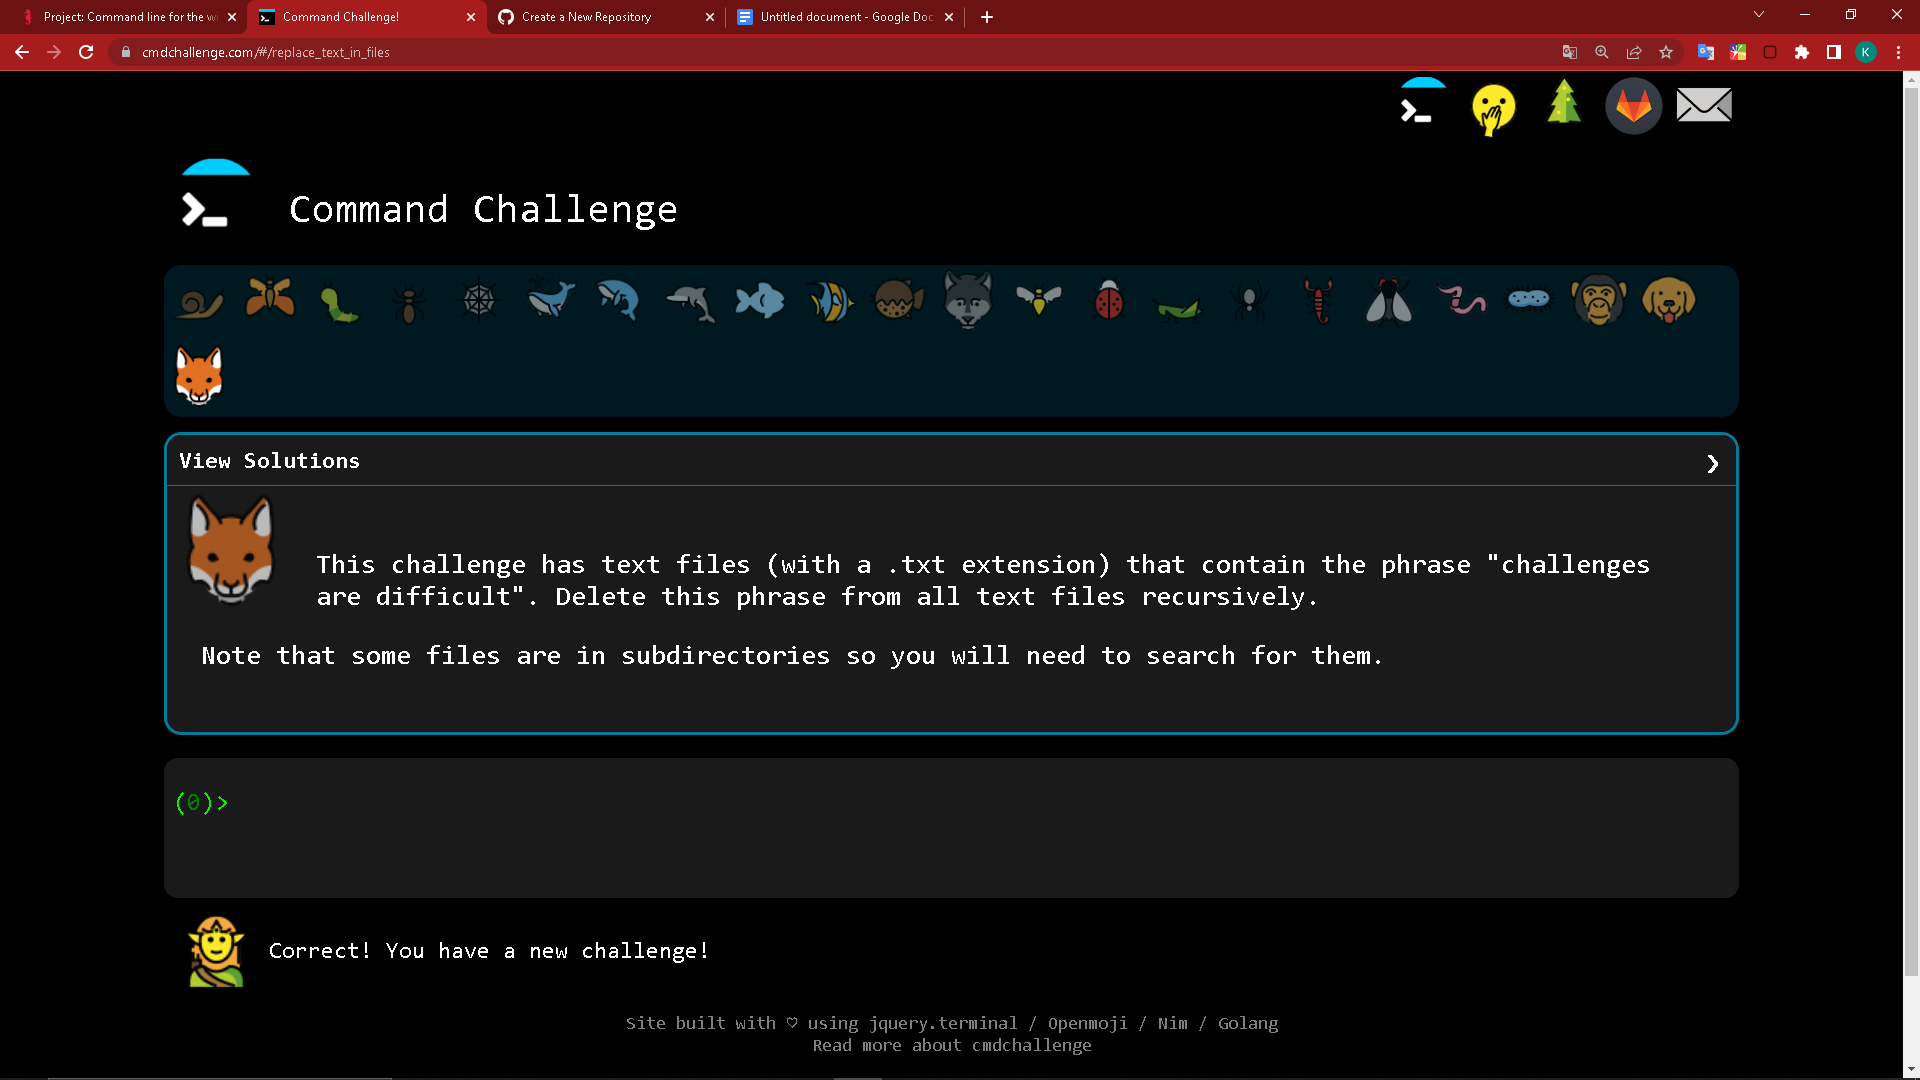 Project: Command line for the w
Command Challenge!
Create a New Repository
Untitled document - Google Doc
cmdchallenge.com/#/replace_text_in_files
K
Command Challenge
View Solutions
This challenge has text files (with a .txt extension) that contain the phrase "challenges
are difficult". Delete this phrase from all text files recursively.
Note that some files are in subdirectories so you will need to search for them.
(0)>
Correct! You have a new challenge!
Site built with ♡ using jquery.terminal / Openmoji / Nim / Golang
Read more about cmdchallenge